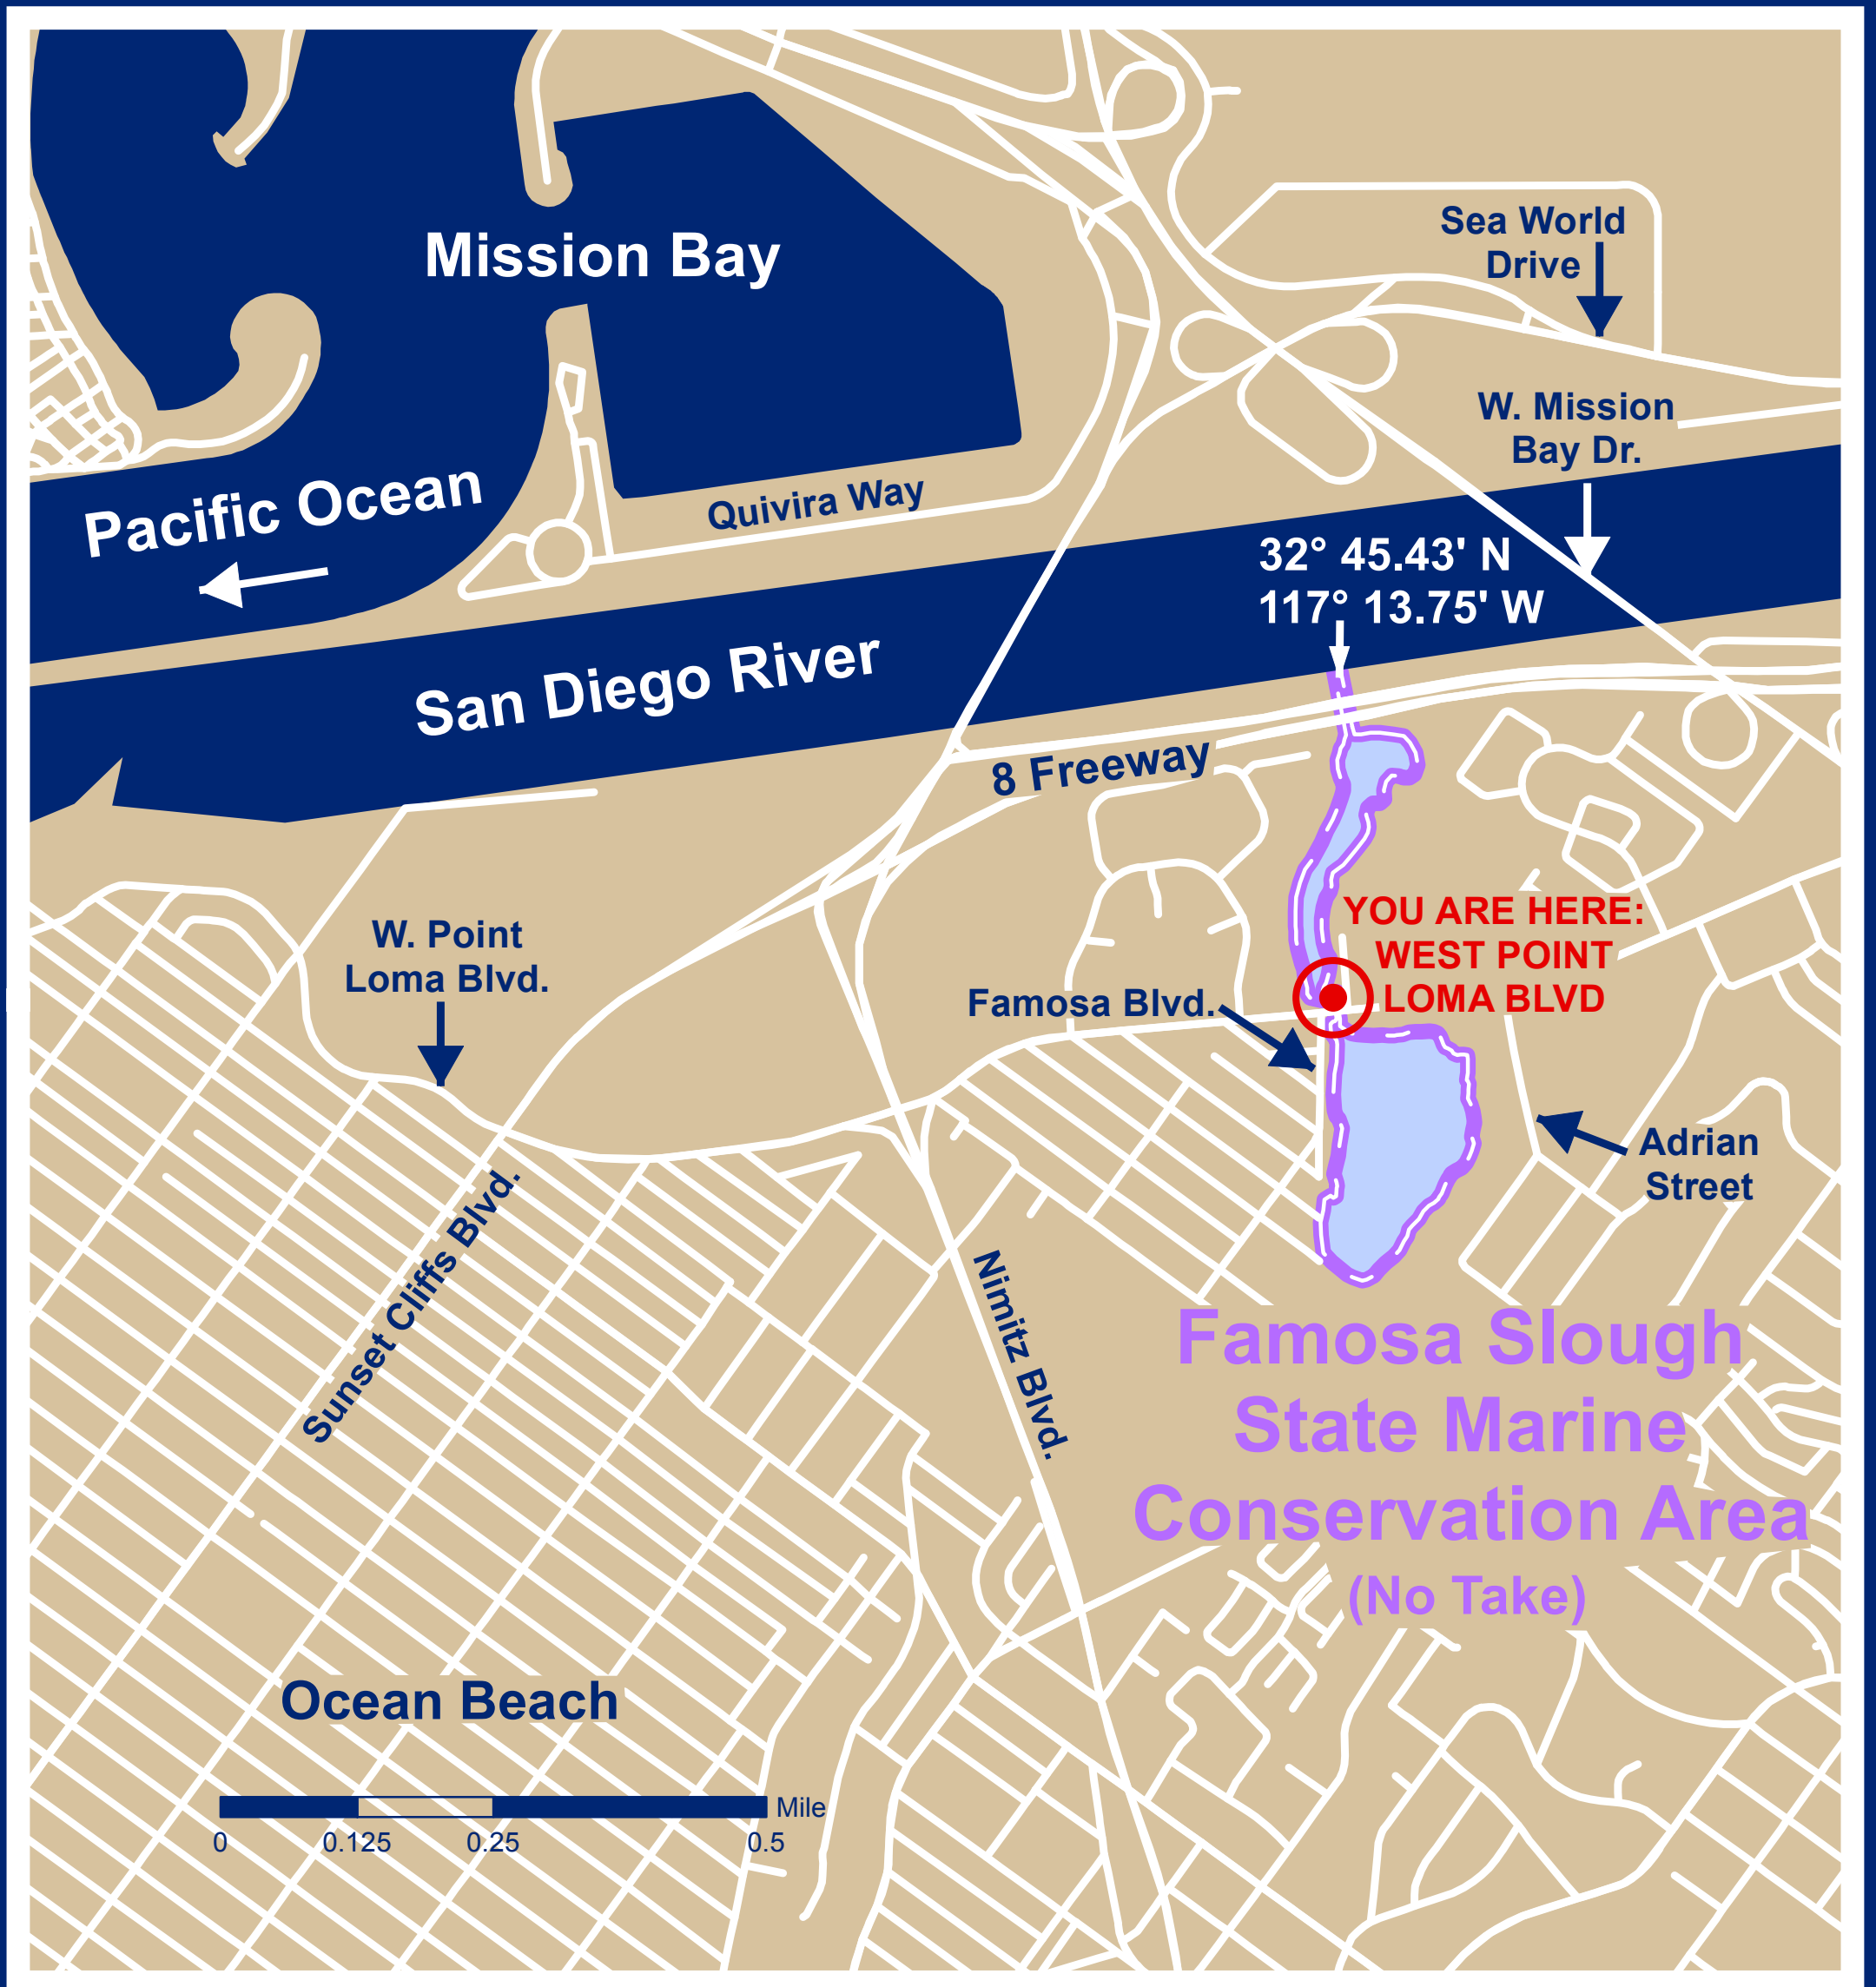 Sea World
Drive
Mission Bay
W. Mission
Bay Dr.
Pacific Ocean
Quivira Way
32° 45.43' N
117° 13.75' W
San Diego River
8 Freeway
YOU ARE HERE:
WEST POINT
LOMA BLVD
W. Point
Loma Blvd.
Famosa Blvd.
Adrian
Street
Sunset Cliffs Blvd.
Nimitz Blvd.
Famosa Slough
State Marine
Conservation Area
(No Take)
Ocean Beach
Mile
0 0.125 0.25 0.5